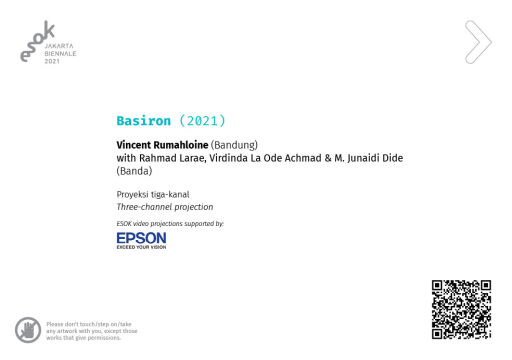 esok
JAKARTA
BIENNALE
2021
Basiron (2021)
Vincent Rumahloine (Bandung)
with Rahmad Larae, Virdinda La Ode Achmad & M. Junaidi Dide
(Banda)
Proyeksi tiga-kanal
Three-channel projection
ESOK video projections supported by:
EPSON
EXCEED YOUR VISION
Please don't touch/step on/take
any artwork with you, except those
works that give permissions.